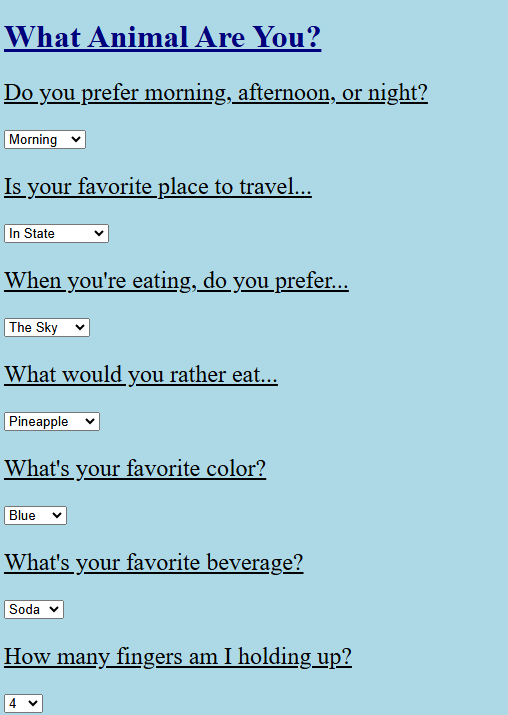 What Animal Are You?
Do you prefer morning, afternoon, or night?
Morning
Is your favorite place to travel...
In State
When you're eating, do you prefer...
The Sky
What would you rather eat...
Pineapple
What's your favorite color?
Blue
What's your favorite beverage?
Soda
How many fingers am I holding up?
4